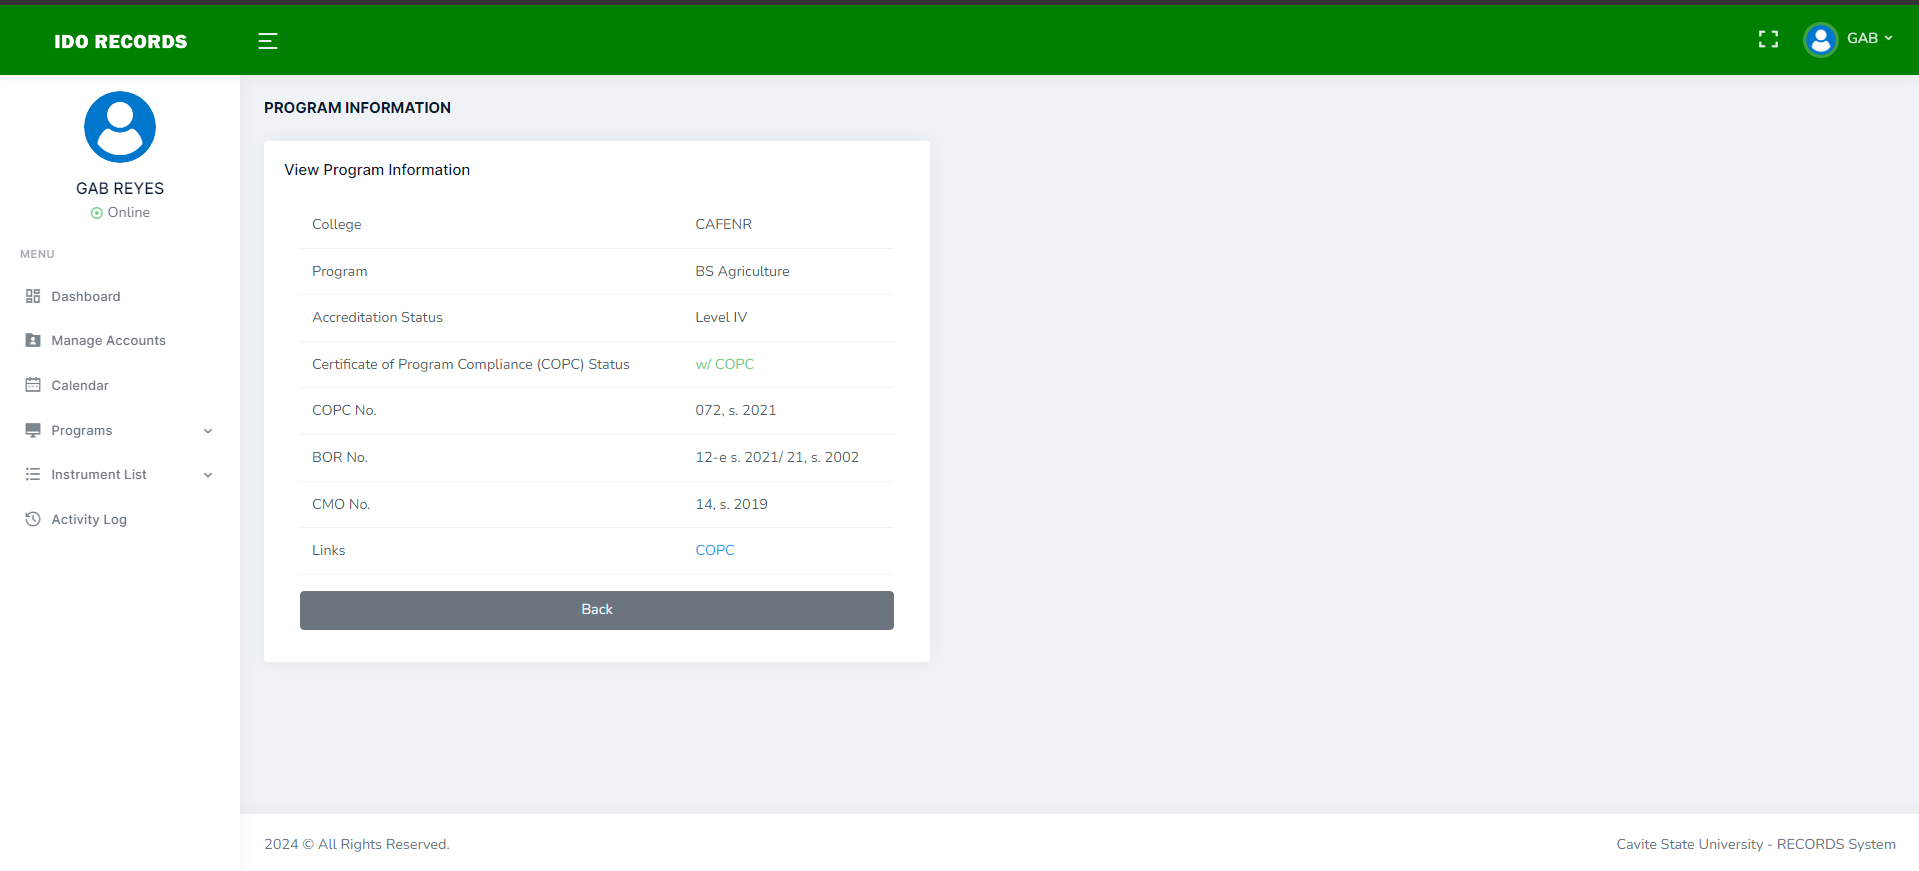 IDO RECORDS
GAB
GAB REYES
Online
MENU
Dashboard
Manage Accounts
Calendar
Programs
Instrument List
Activity Log
PROGRAM INFORMATION
View Program Information
College CAFENR
Program BS Agriculture
Accreditation Status Level IV
Certificate of Program Compliance (COPC) Status w/ COPC
COPC No. 072, s. 2021
BOR No. 12-e s. 2021/ 21, s. 2002
CMO No. 14, s. 2019
Links COPC
Back
2024 © All Rights Reserved. Cavite State University - RECORDS System